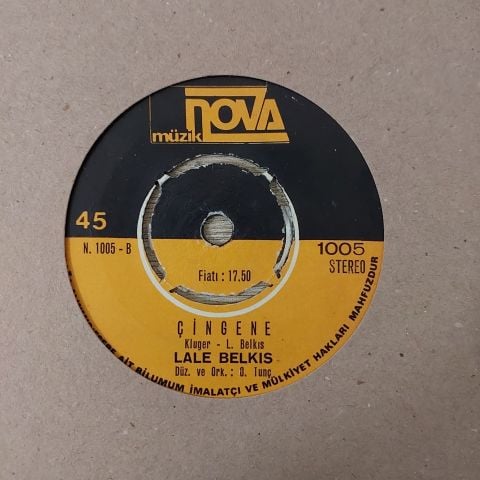 NOVA
müzik
45
N. 1005 - B
1005
STEREO
Fiatı : 17.50
ÇİNGENE
Kluger - L. Belkıs
LALE BELKIS
Düz. ve Ork.: O. Tunç
AİT BİLUMUM İMALATÇI VE MÜLKİYET HAKLARI MAHFUZDUR